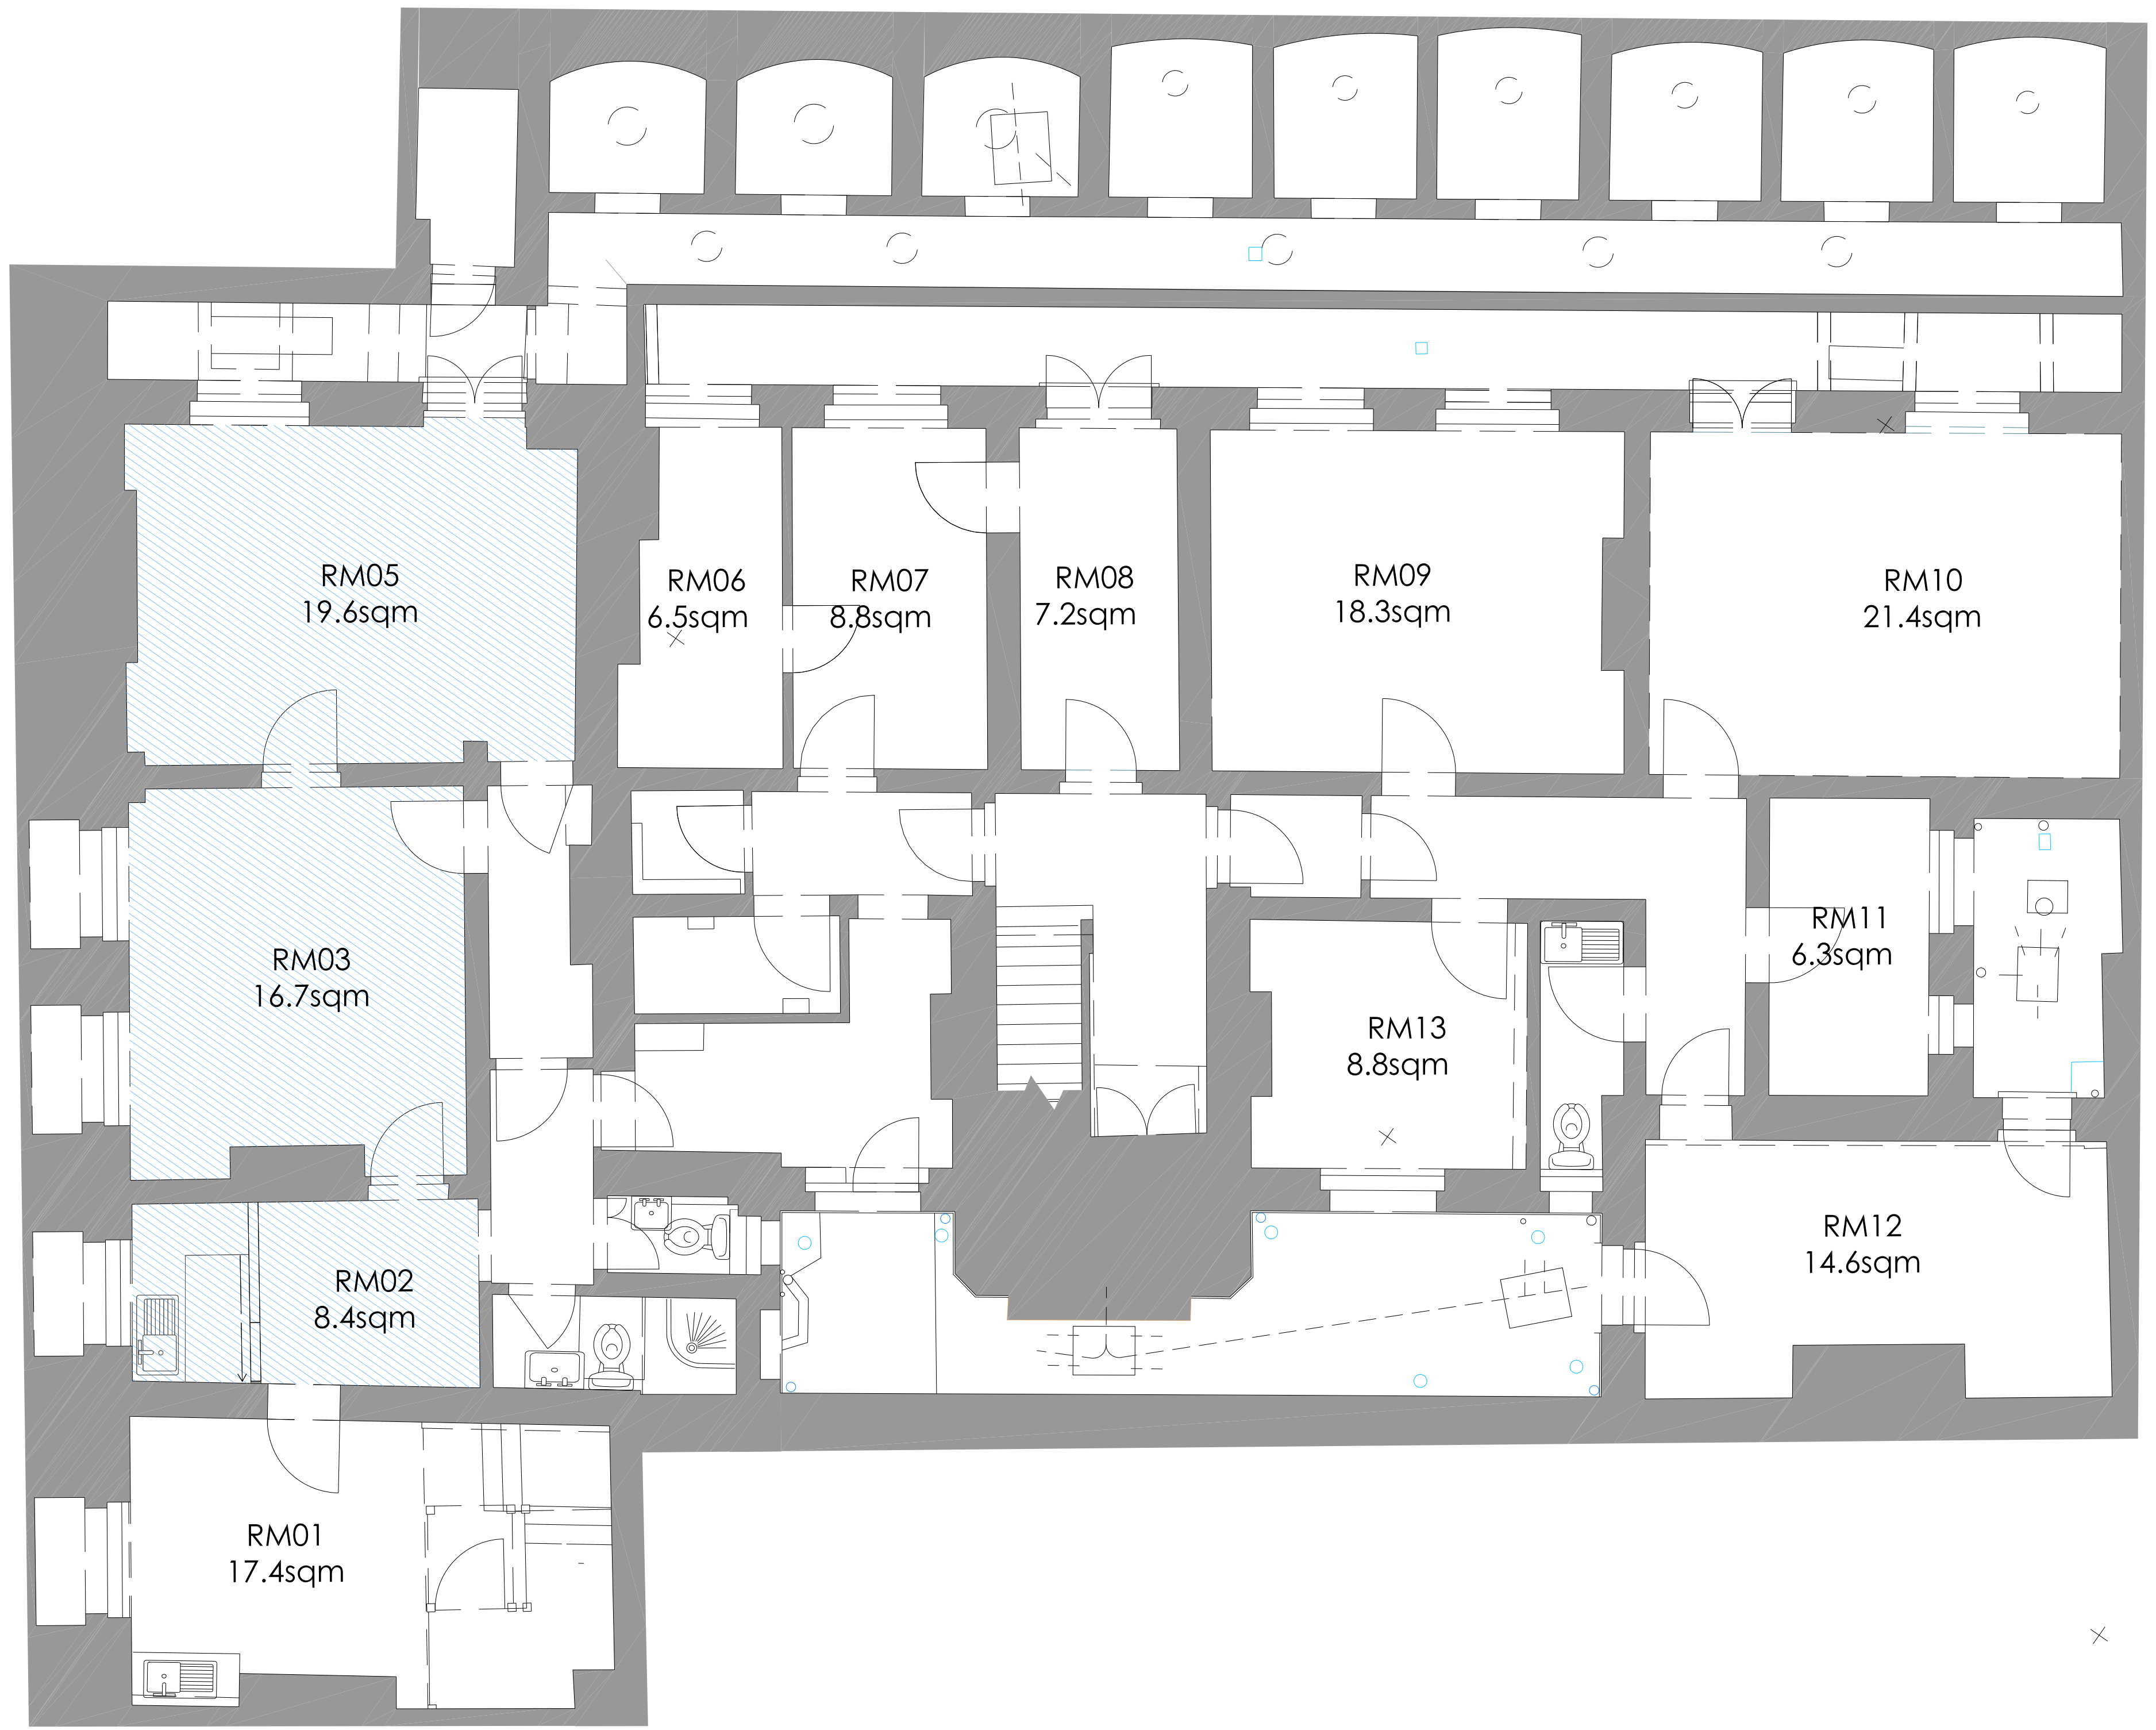 RM05
19.6sqm
RM06
6.5sqm
RM07
8.8sqm
RM08
7.2sqm
RM09
18.3sqm
RM10
21.4sqm
RM03
16.7sqm
RM13
8.8sqm
RM11
6.3sqm
RM02
8.4sqm
RM12
14.6sqm
RM01
17.4sqm